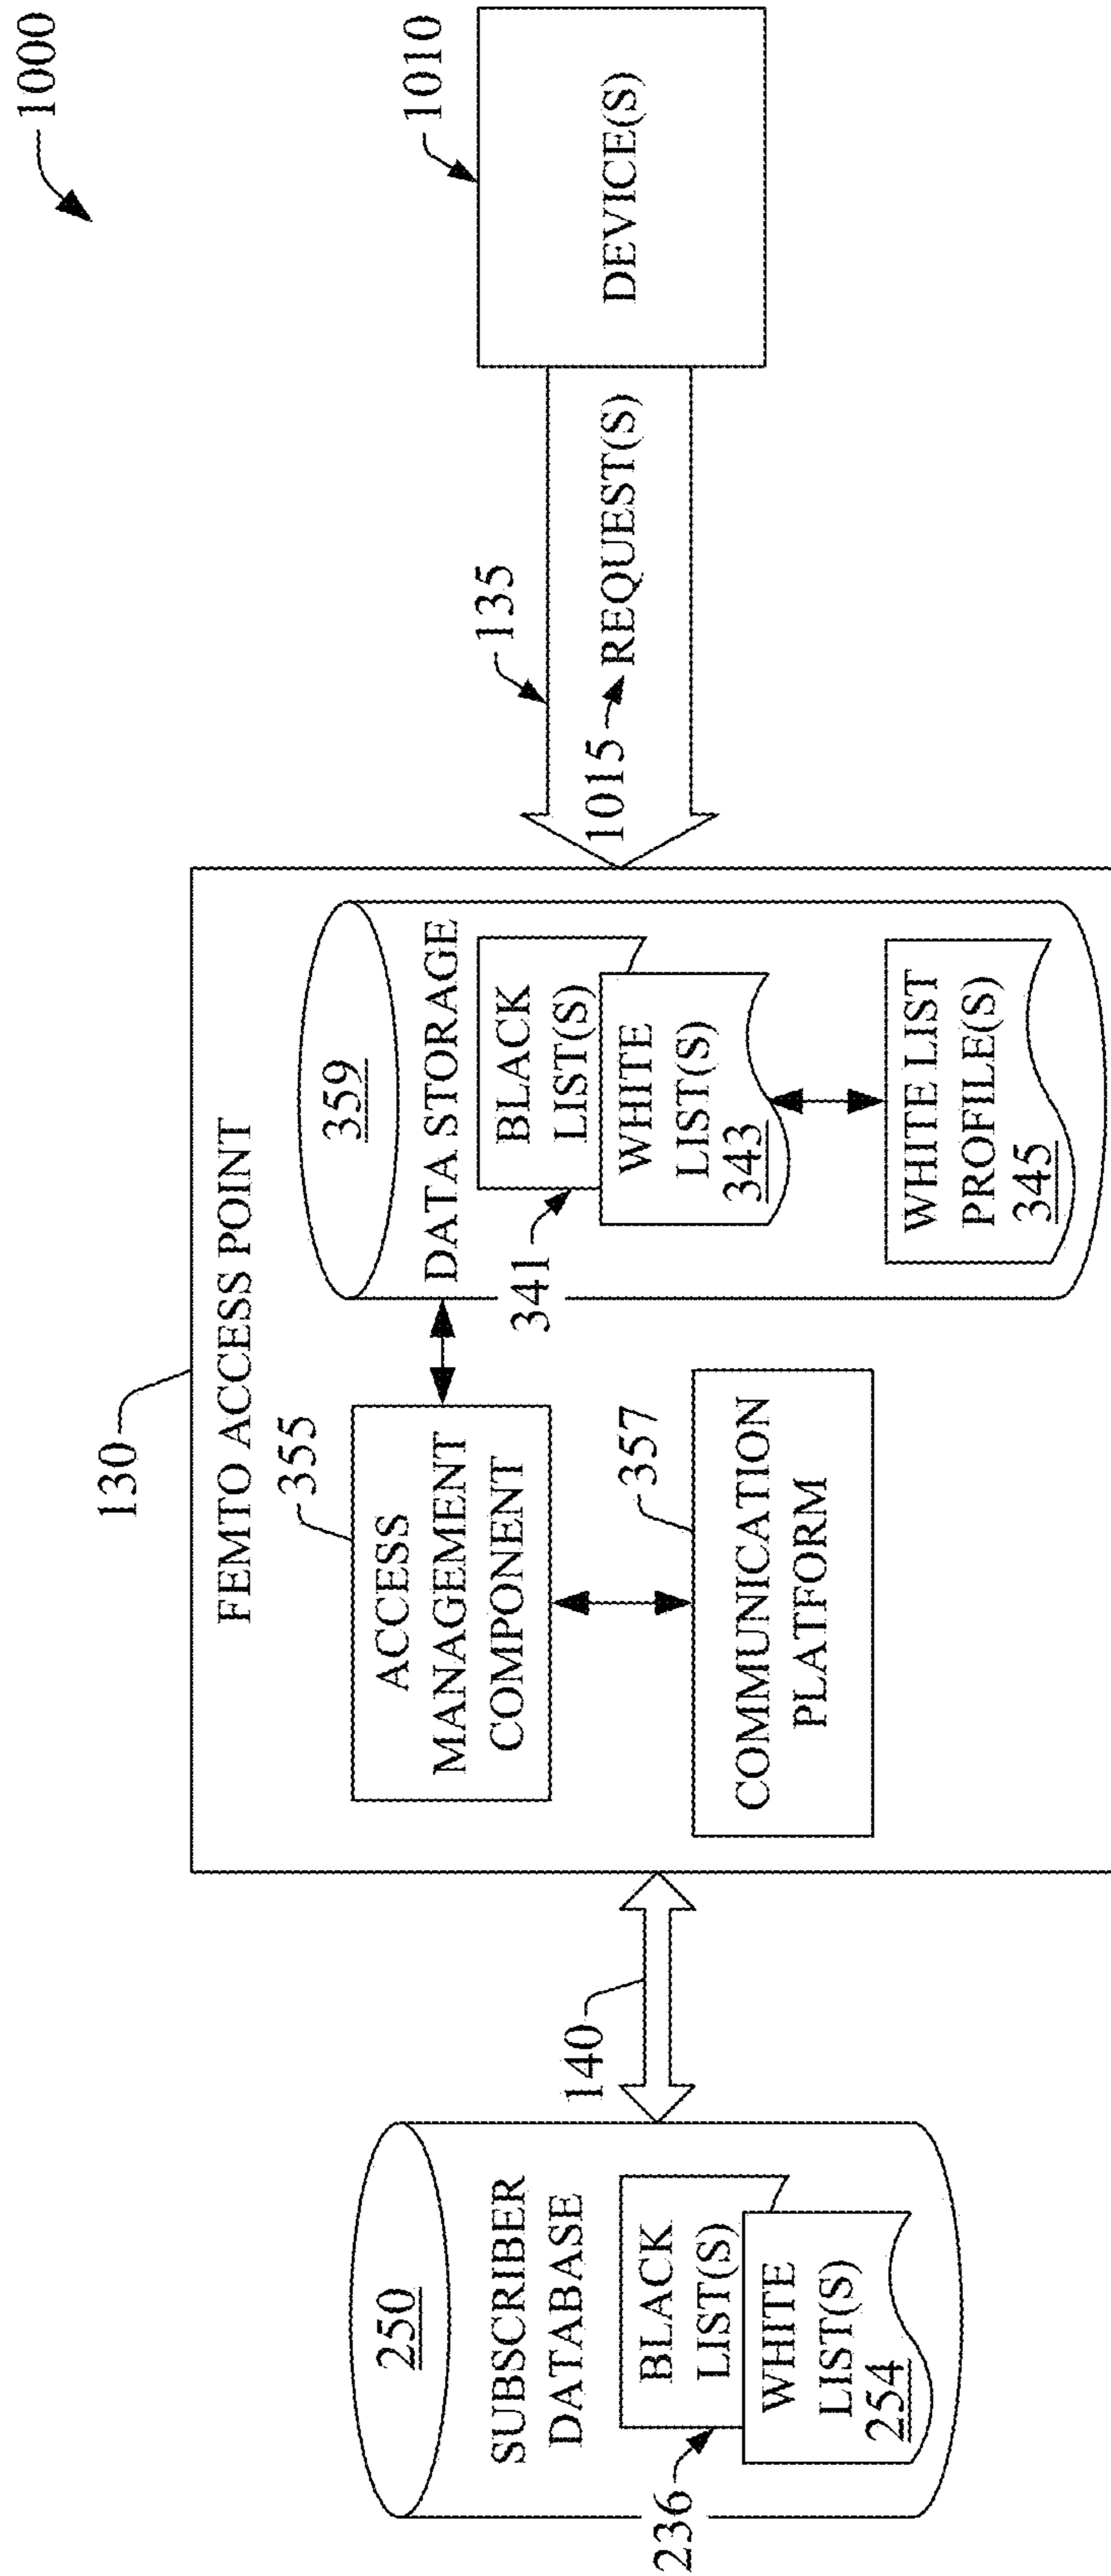 1000
130
FEMTO ACCESS POINT
355
ACCESS
MANAGEMENT
COMPONENT
357
COMMUNICATION
PLATFORM
359
DATA STORAGE
341
BLACK
LIST(S)
WHITE
LIST(S)
343
WHITE LIST
PROFILE(S)
345
250
SUBSCRIBER
DATABASE
236
BLACK
LIST(S)
WHITE
LIST(S)
254
140
135
1015
REQUEST(S)
1010
DEVICE(S)